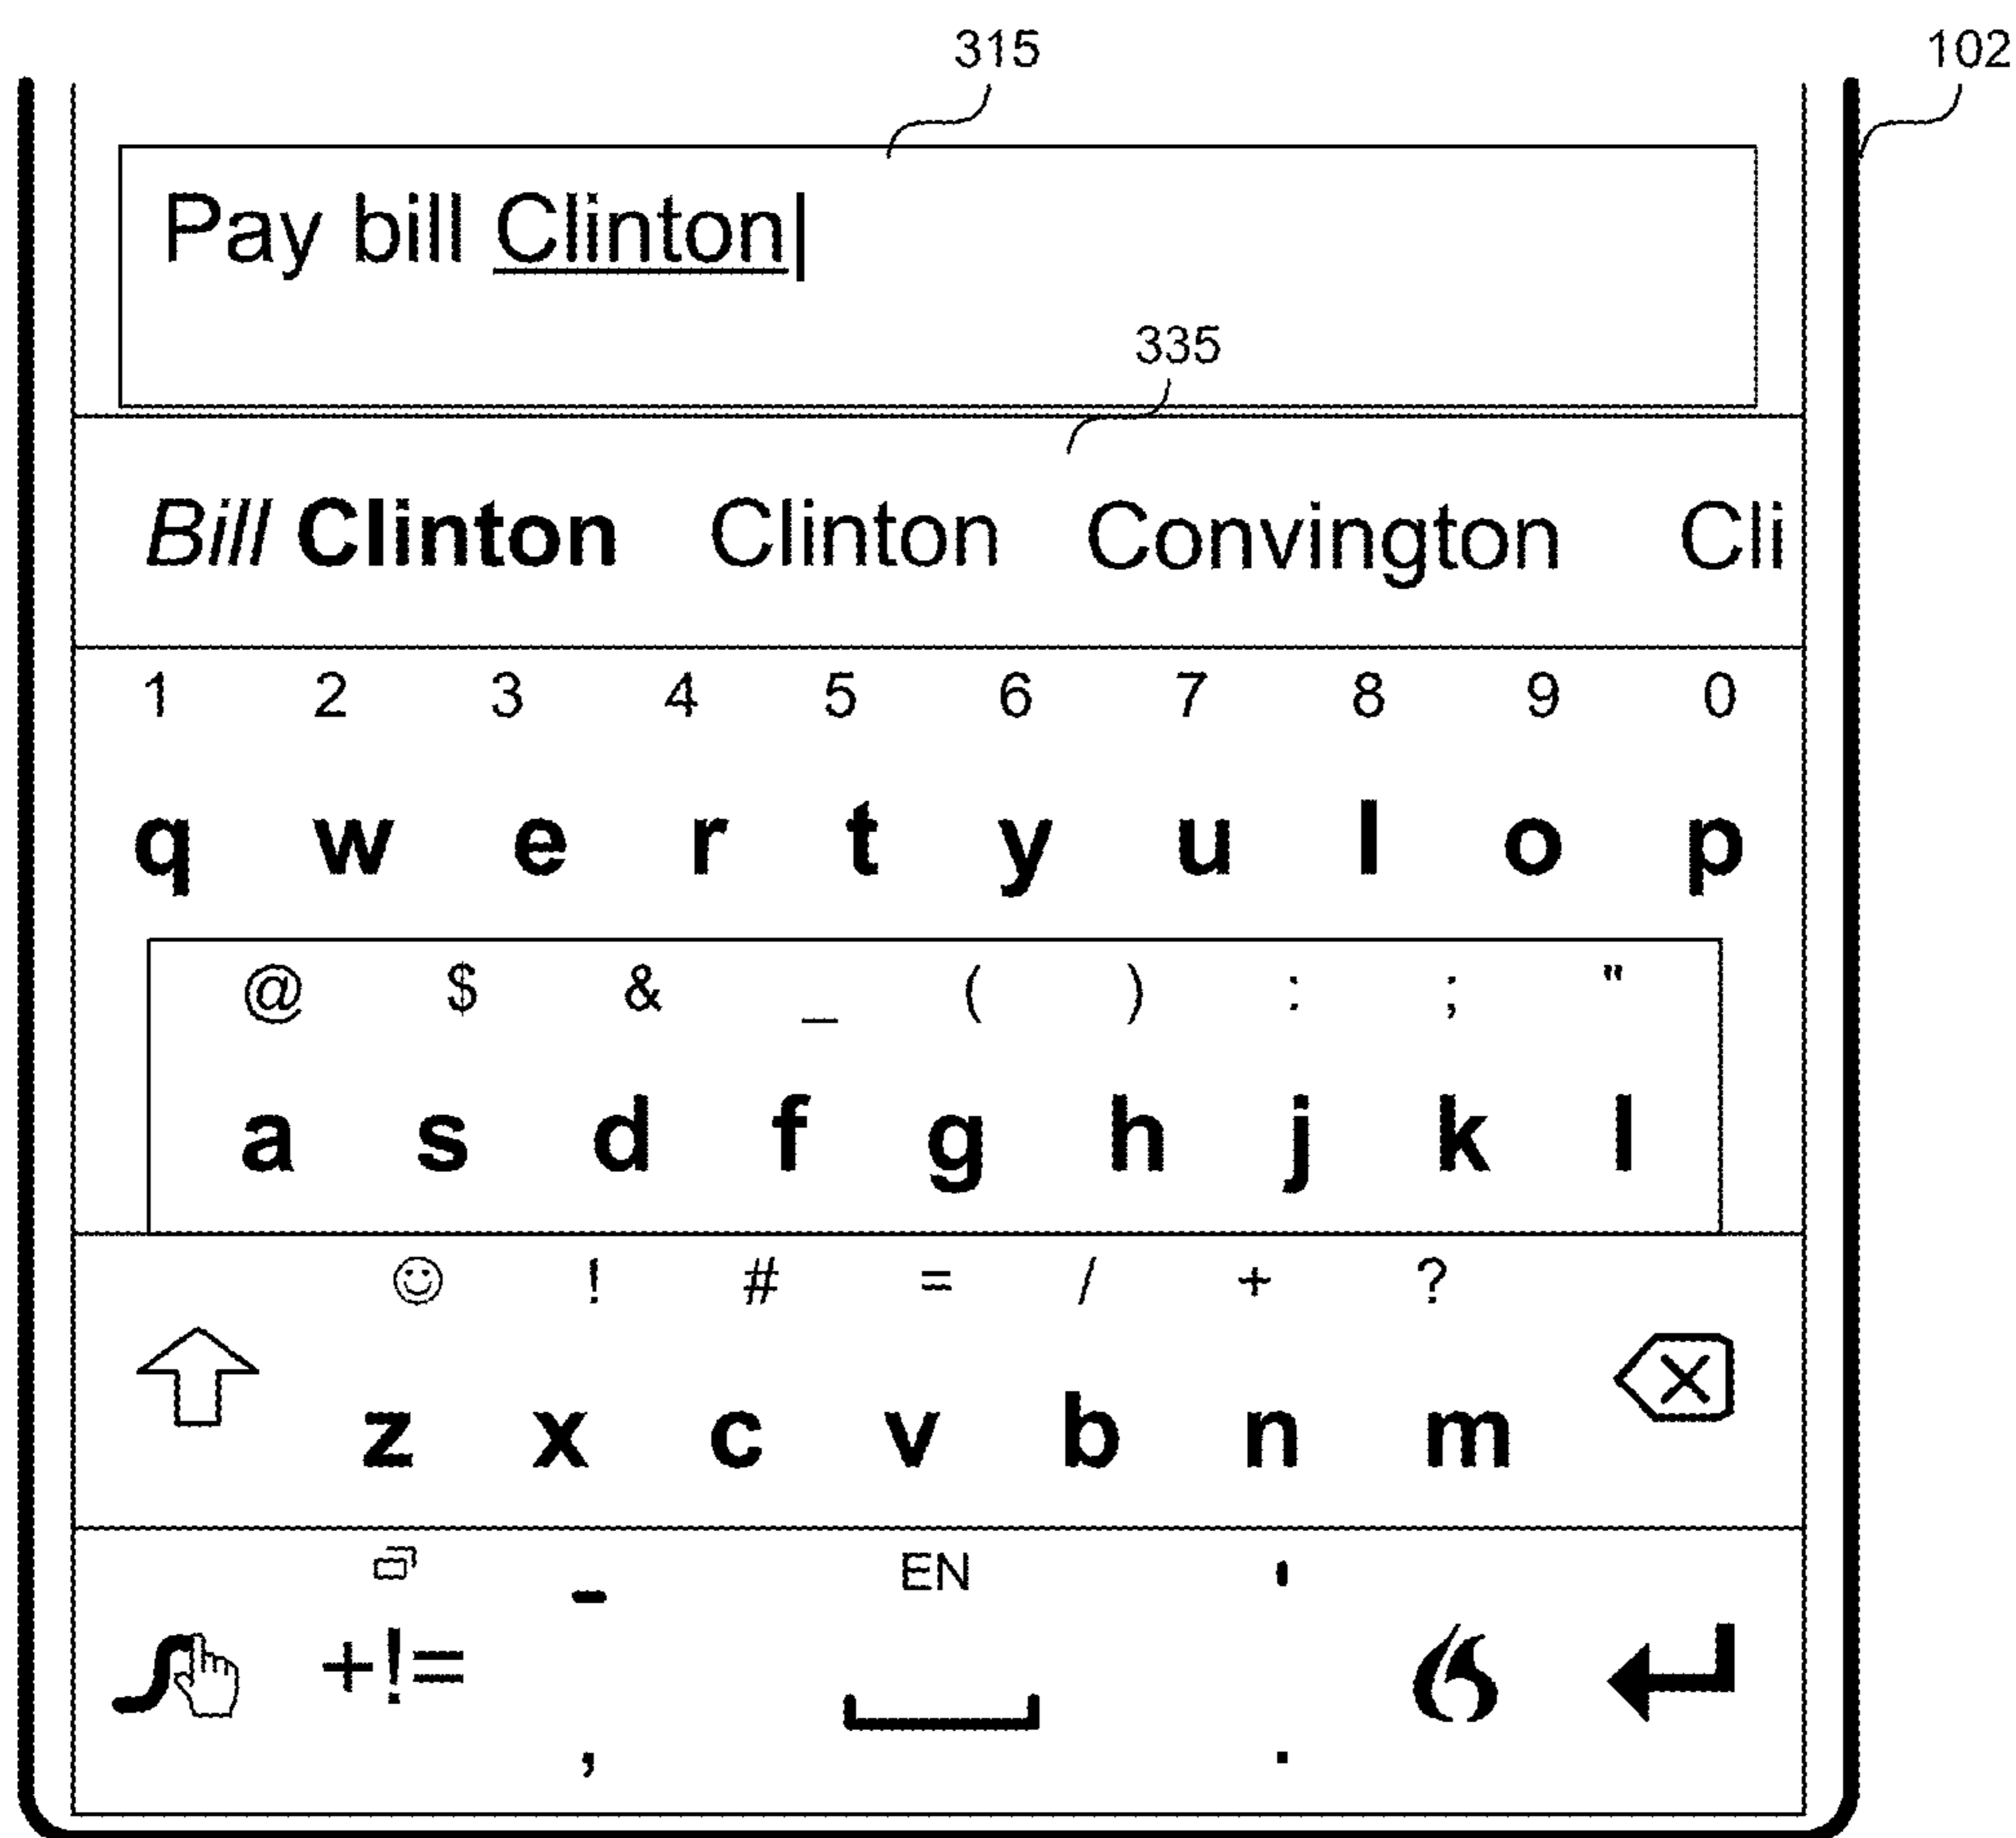 315
102
Pay bill Clinton
335
Bill Clinton Clinton Convington Cli
1 2 3 4 5 6 7 8 9 0
q w e r t y u I o p
@ $ & _ ( ) : ; "
a s d f g h j k l
! # = / + ?
z x c v b n m
- EN '
+!=
, .